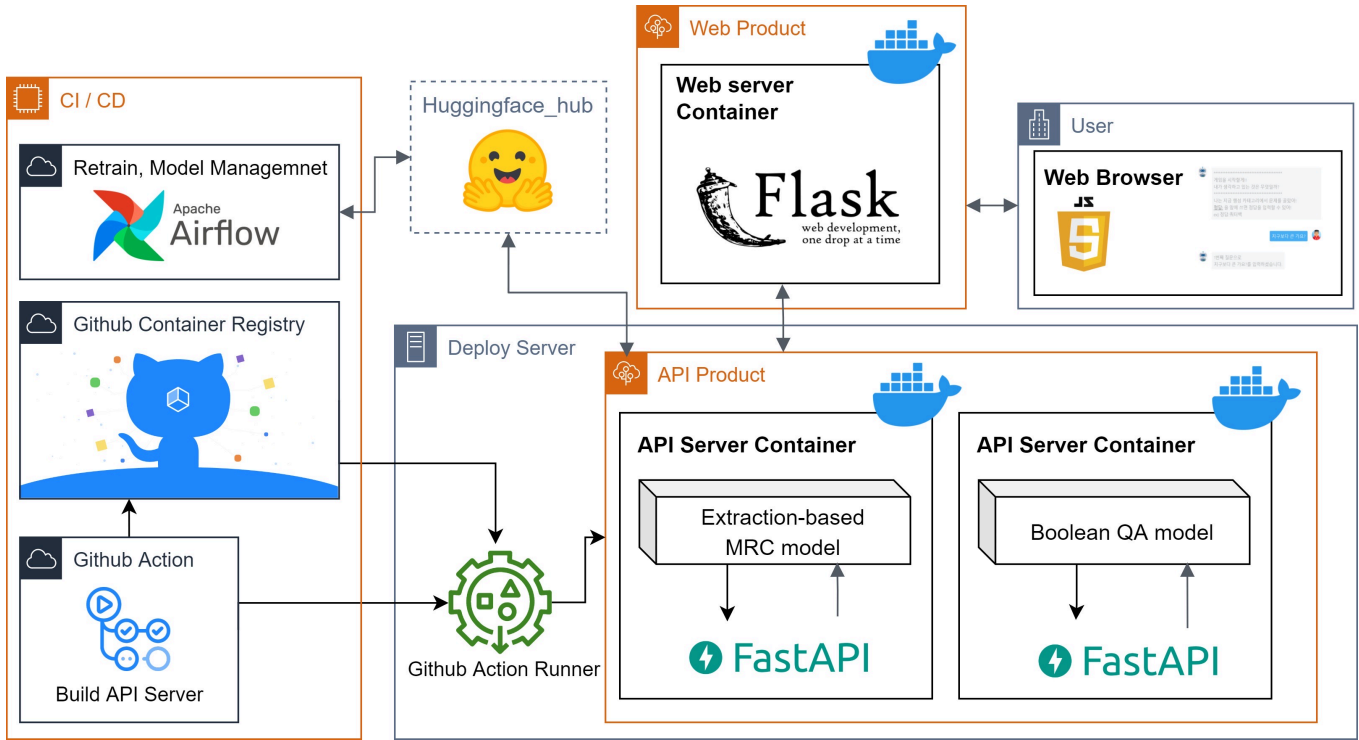 CI / CD
Retrain, Model Managemnet
Apache
Airflow
Github Container Registry
Github Action
Build API Server
Huggingface_hub
Web Product
Web server
Container
Flask
web development,
one drop at a time
User
Web Browser
JS
5
Deploy Server
Github Action Runner
API Product
API Server Container
Extraction-based
MRC model
FastAPI
API Server Container
Boolean QA model
FastAPI